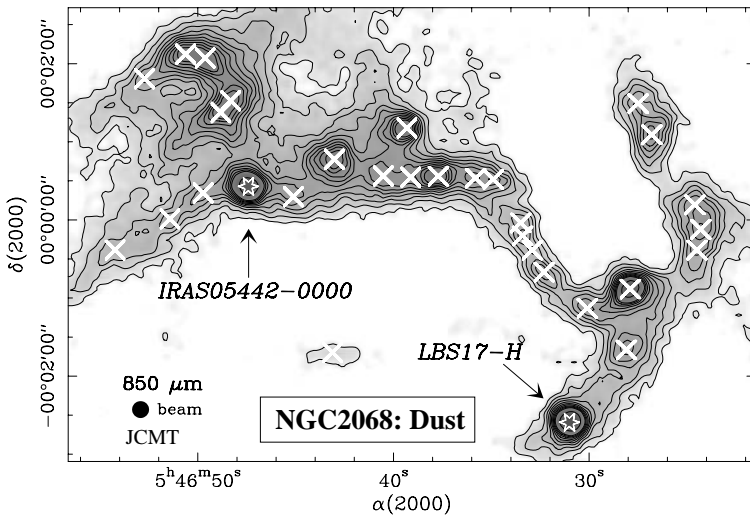 00°02′00″
00°00′00″
−00°02′00″
δ(2000)
IRAS05442−0000
LBS17−H
850 μm
beam
JCMT
NGC2068: Dust
5ʰ46ᵐ50ˢ
40ˢ
30ˢ
α(2000)